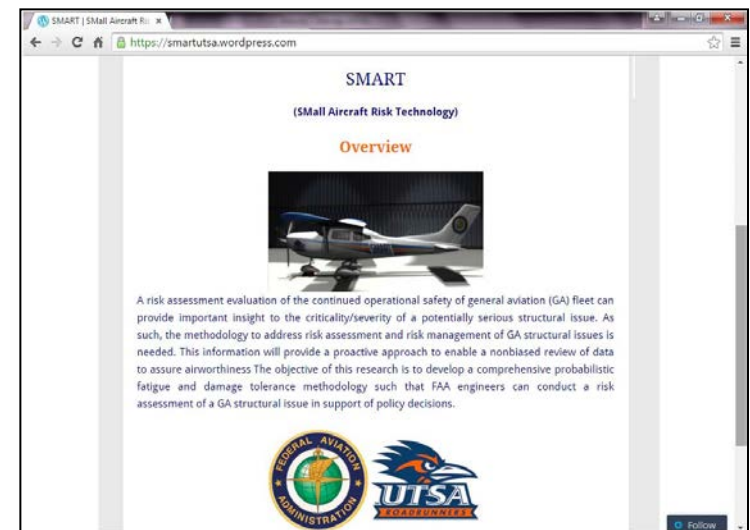 SMART | SMall Aircraft Ris
https://smartutsa.wordpress.com
SMART
(SMall Aircraft Risk Technology)
Overview
A risk assessment evaluation of the continued operational safety of general aviation (GA) fleet can
provide important insight to the criticality/severity of a potentially serious structural issue. As
such, the methodology to address risk assessment and risk management of GA structural issues is
needed. This information will provide a proactive approach to enable a nonbiased review of data
to assure airworthiness The objective of this research is to develop a comprehensive probabilistic
fatigue and damage tolerance methodology such that FAA engineers can conduct a risk
assessment of a GA structural issue in support of policy decisions.
FEDERAL AVIATION
ADMINISTRATION
UTSA
ROADRUNNERS
Follow